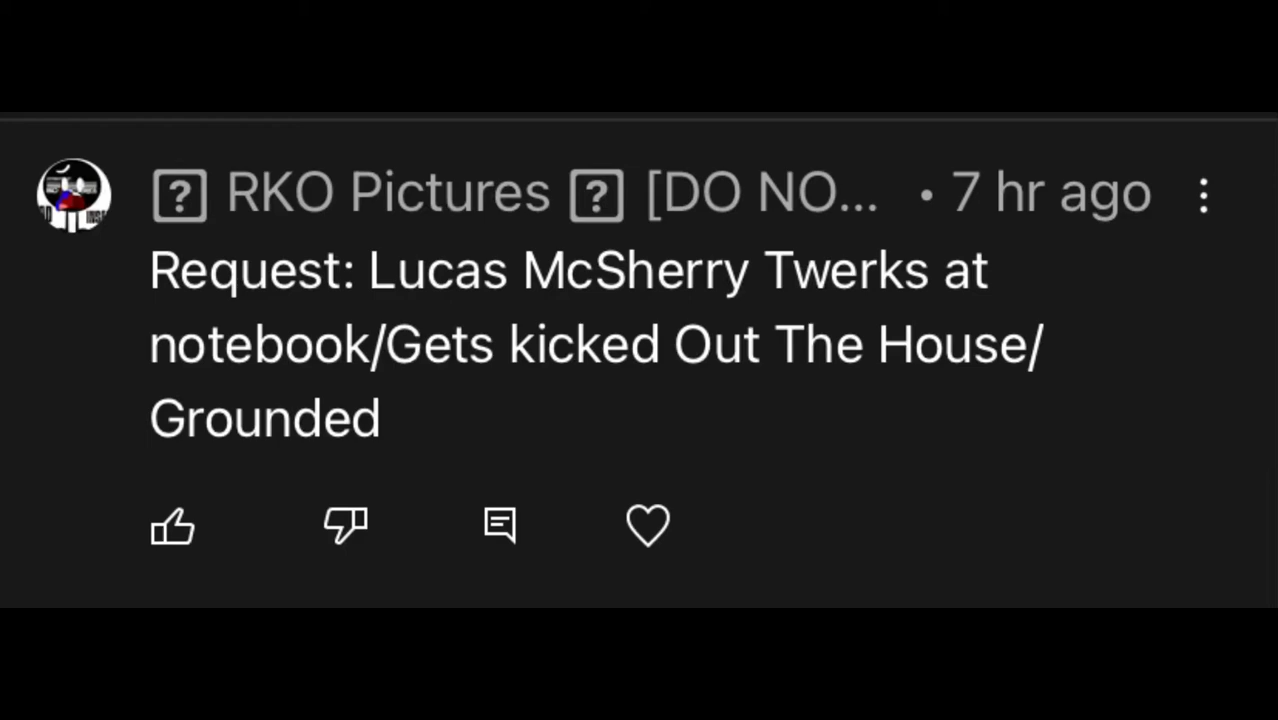 RKO Pictures [DO NO... • 7 hr ago
Request: Lucas McSherry Twerks at
notebook/Gets kicked Out The House/
Grounded